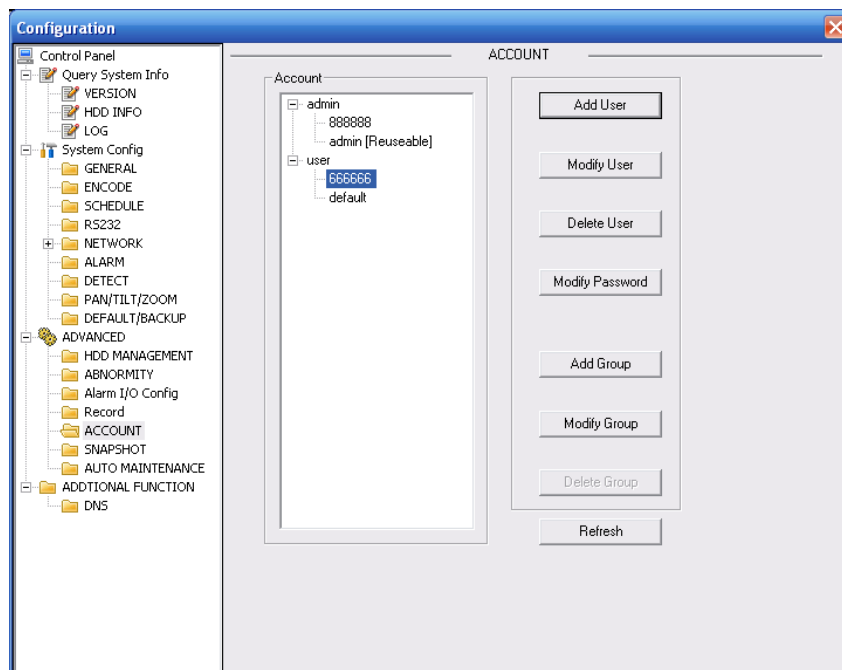 Configuration
Control Panel
Query System Info
VERSION
HDD INFO
LOG
System Config
GENERAL
ENCODE
SCHEDULE
RS232
NETWORK
ALARM
DETECT
PAN/TILT/ZOOM
DEFAULT/BACKUP
ADVANCED
HDD MANAGEMENT
ABNORMITY
Alarm I/O Config
Record
ACCOUNT
SNAPSHOT
AUTO MAINTENANCE
ADDTIONAL FUNCTION
DNS
ACCOUNT
Account
admin
888888
admin [Reuseable]
user
666666
default
Add User
Modify User
Delete User
Modify Password
Add Group
Modify Group
Delete Group
Refresh